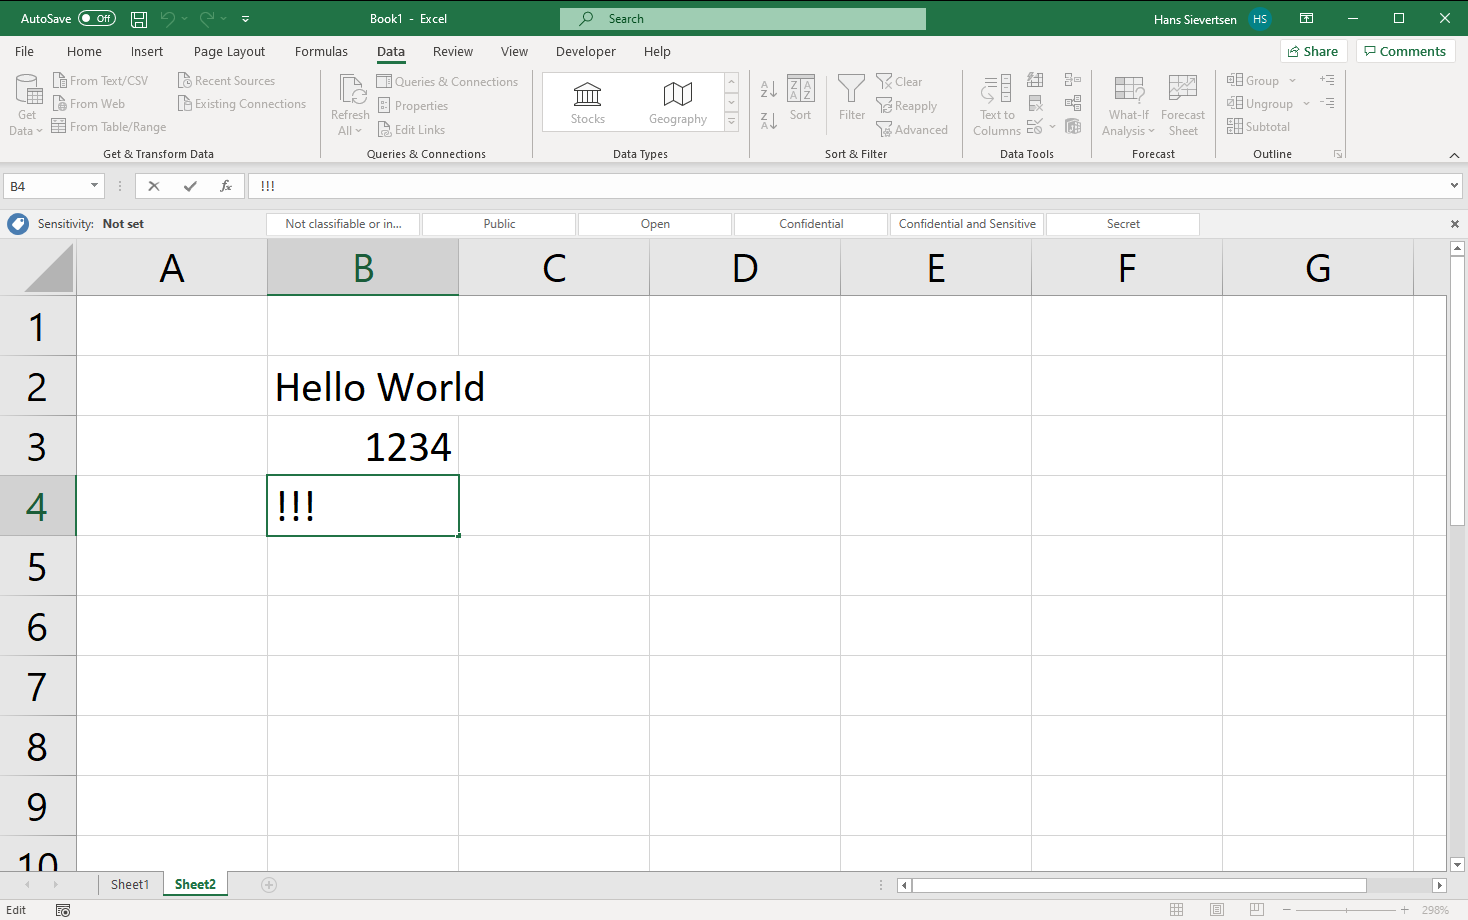 AutoSave Off Book1 - Excel Search Hans Sievertsen HS
File Home Insert Page Layout Formulas Data Review View Developer Help Share Comments
Get Data
From Text/CSV
From Web
From Table/Range
Recent Sources
Existing Connections
Get & Transform Data
Refresh All
Queries & Connections
Properties
Edit Links
Queries & Connections
Stocks Geography
Data Types
Sort
Filter
Clear
Reapply
Advanced
Sort & Filter
Text to Columns
Data Tools
What-If Analysis
Forecast Sheet
Forecast
Group
Ungroup
Subtotal
Outline
B4 fx !!!
Sensitivity: Not set Not classifiable or in... Public Open Confidential Confidential and Sensitive Secret
A B C D E F G
1
2 Hello World
3 1234
4 !!!
5
6
7
8
9
10
Sheet1 Sheet2
Edit 298%